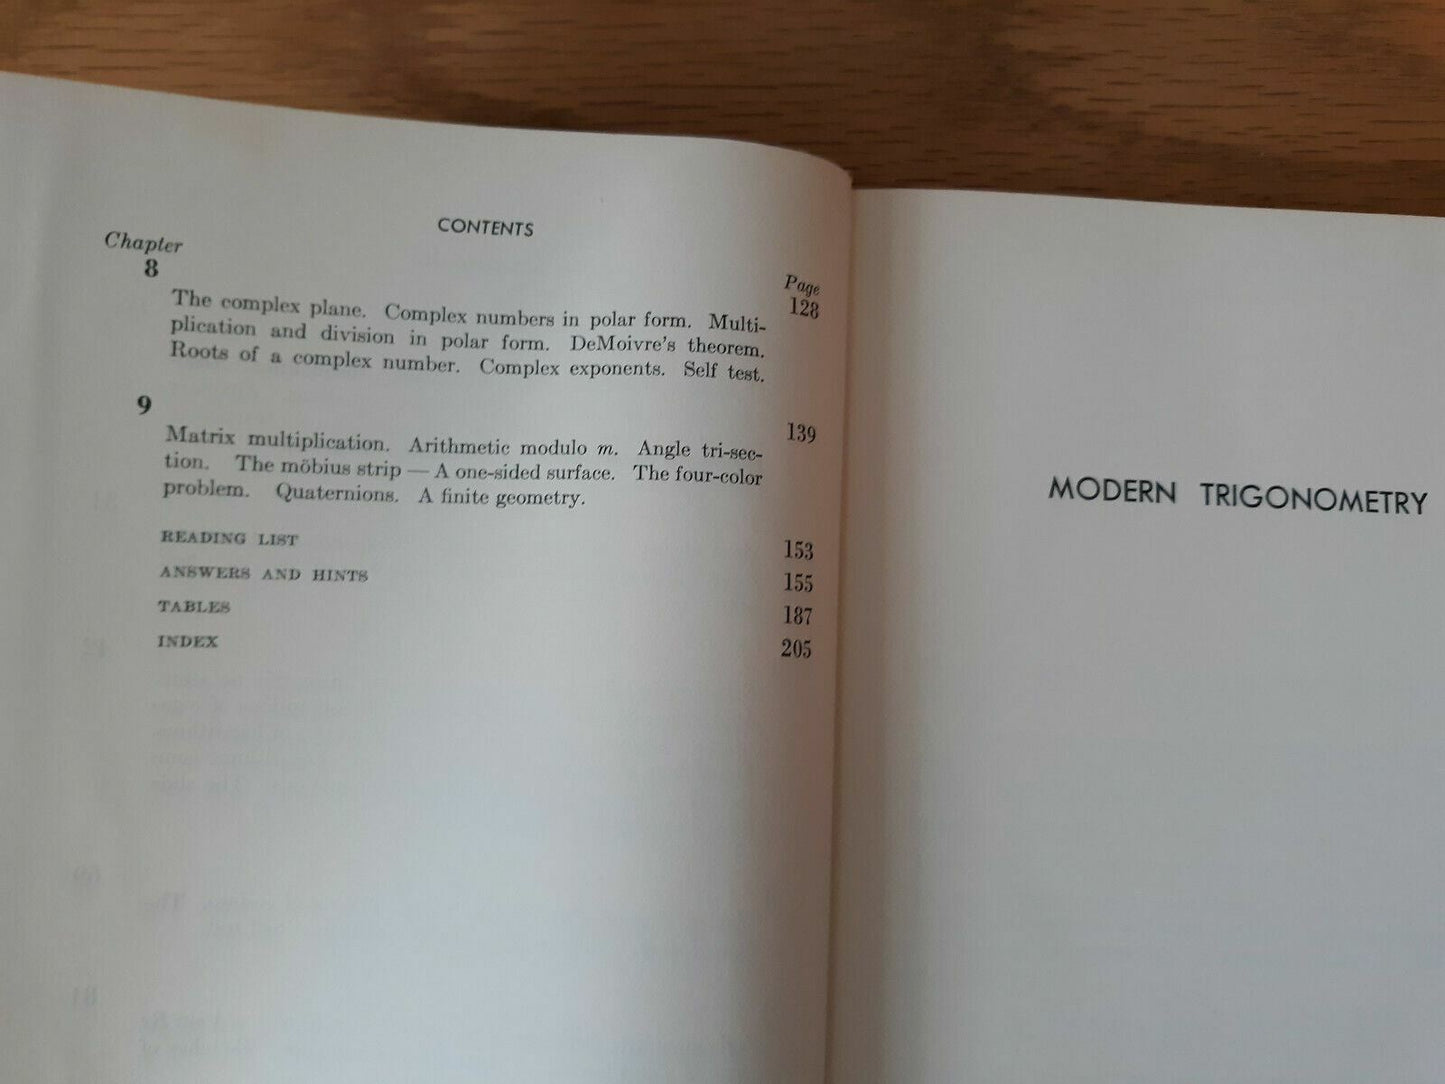 CONTENTS
Chapter
Page
8
128
The complex plane. Complex numbers in polar form. Multi-
plication and division in polar form. DeMoivre's theorem.
Roots of a complex number. Complex exponents. Self test.
9
139
Matrix multiplication. Arithmetic modulo m. Angle tri-sec-
tion. The möbius strip — A one-sided surface. The four-color
problem. Quaternions. A finite geometry.
READING LIST 153
ANSWERS AND HINTS 155
TABLES 187
INDEX 205
MODERN TRIGONOMETRY